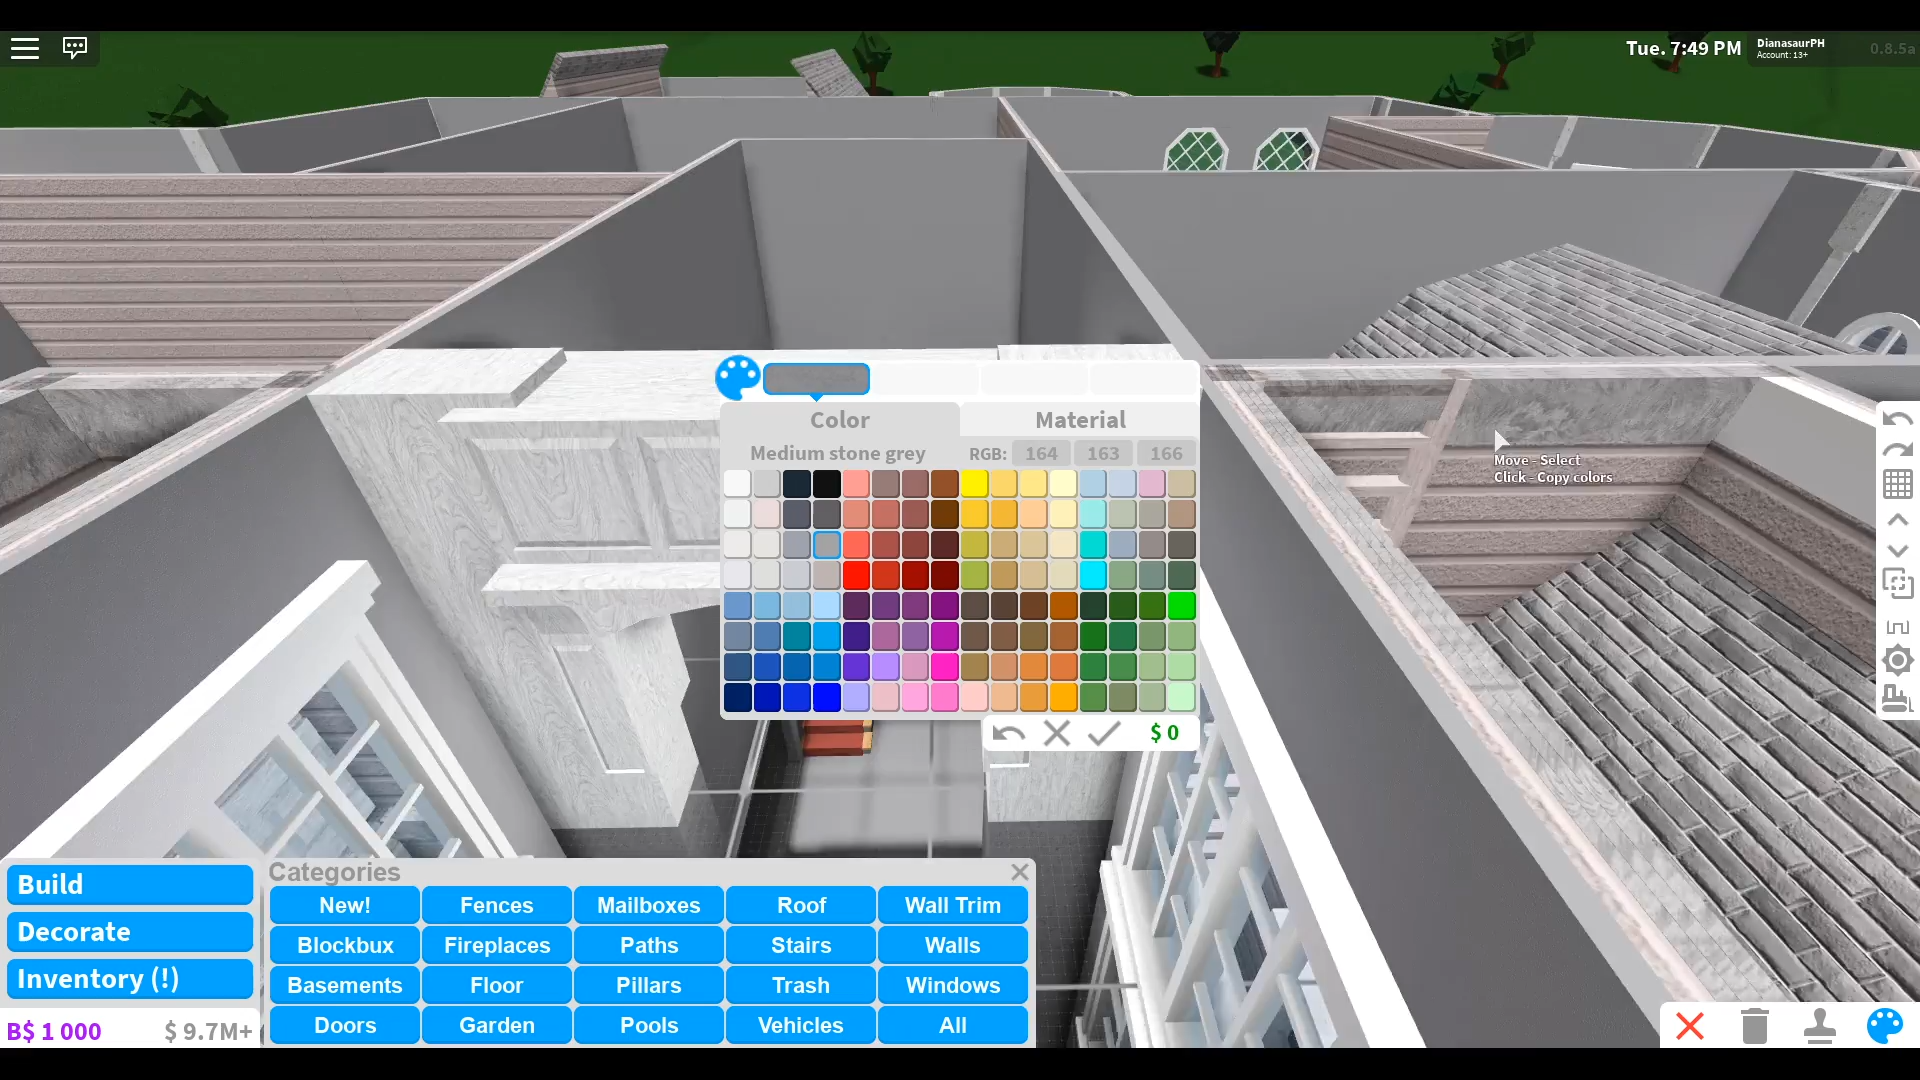 Tue. 7:49 PM
DianasaurPH
Account: 13+
0.8.5a
Color
Material
Medium stone grey
RGB: 164 163 166
Move - Select
Click - Copy colors
$ 0
Build
Decorate
Inventory (!)
B$ 1 000
$ 9.7M+
Categories
New! Fences Mailboxes Roof Wall Trim
Blockbux Fireplaces Paths Stairs Walls
Basements Floor Pillars Trash Windows
Doors Garden Pools Vehicles All